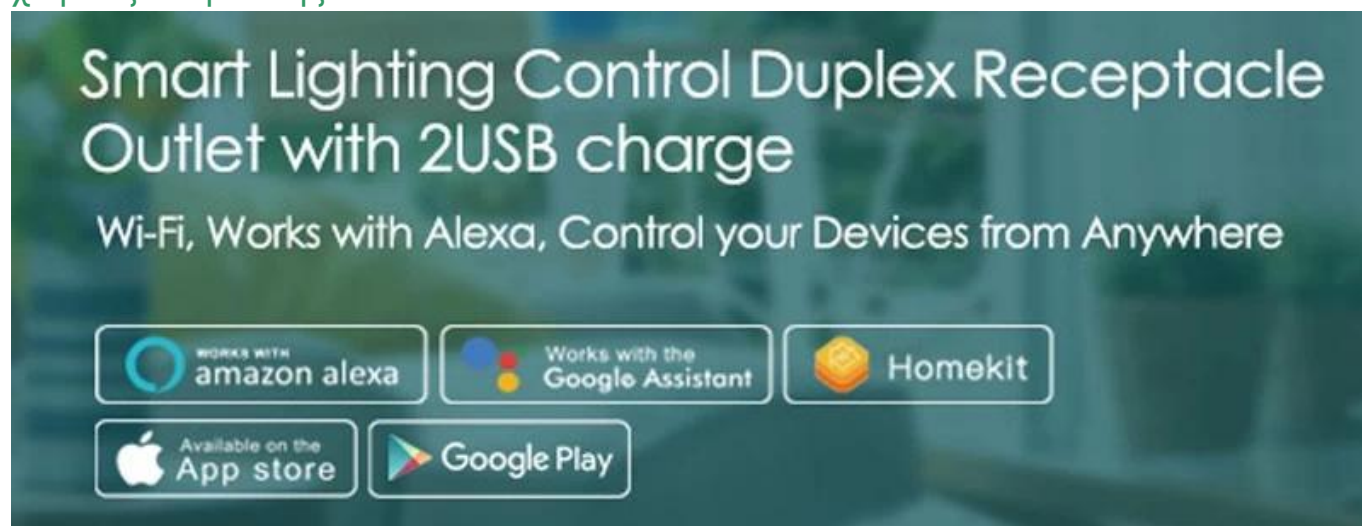 Smart Lighting Control Duplex Receptacle
Outlet with 2USB charge
Wi-Fi, Works with Alexa, Control your Devices from Anywhere
WORKS WITH
amazon alexa
Works with the
Google Assistant
Homekit
Available on the
App store
Google Play